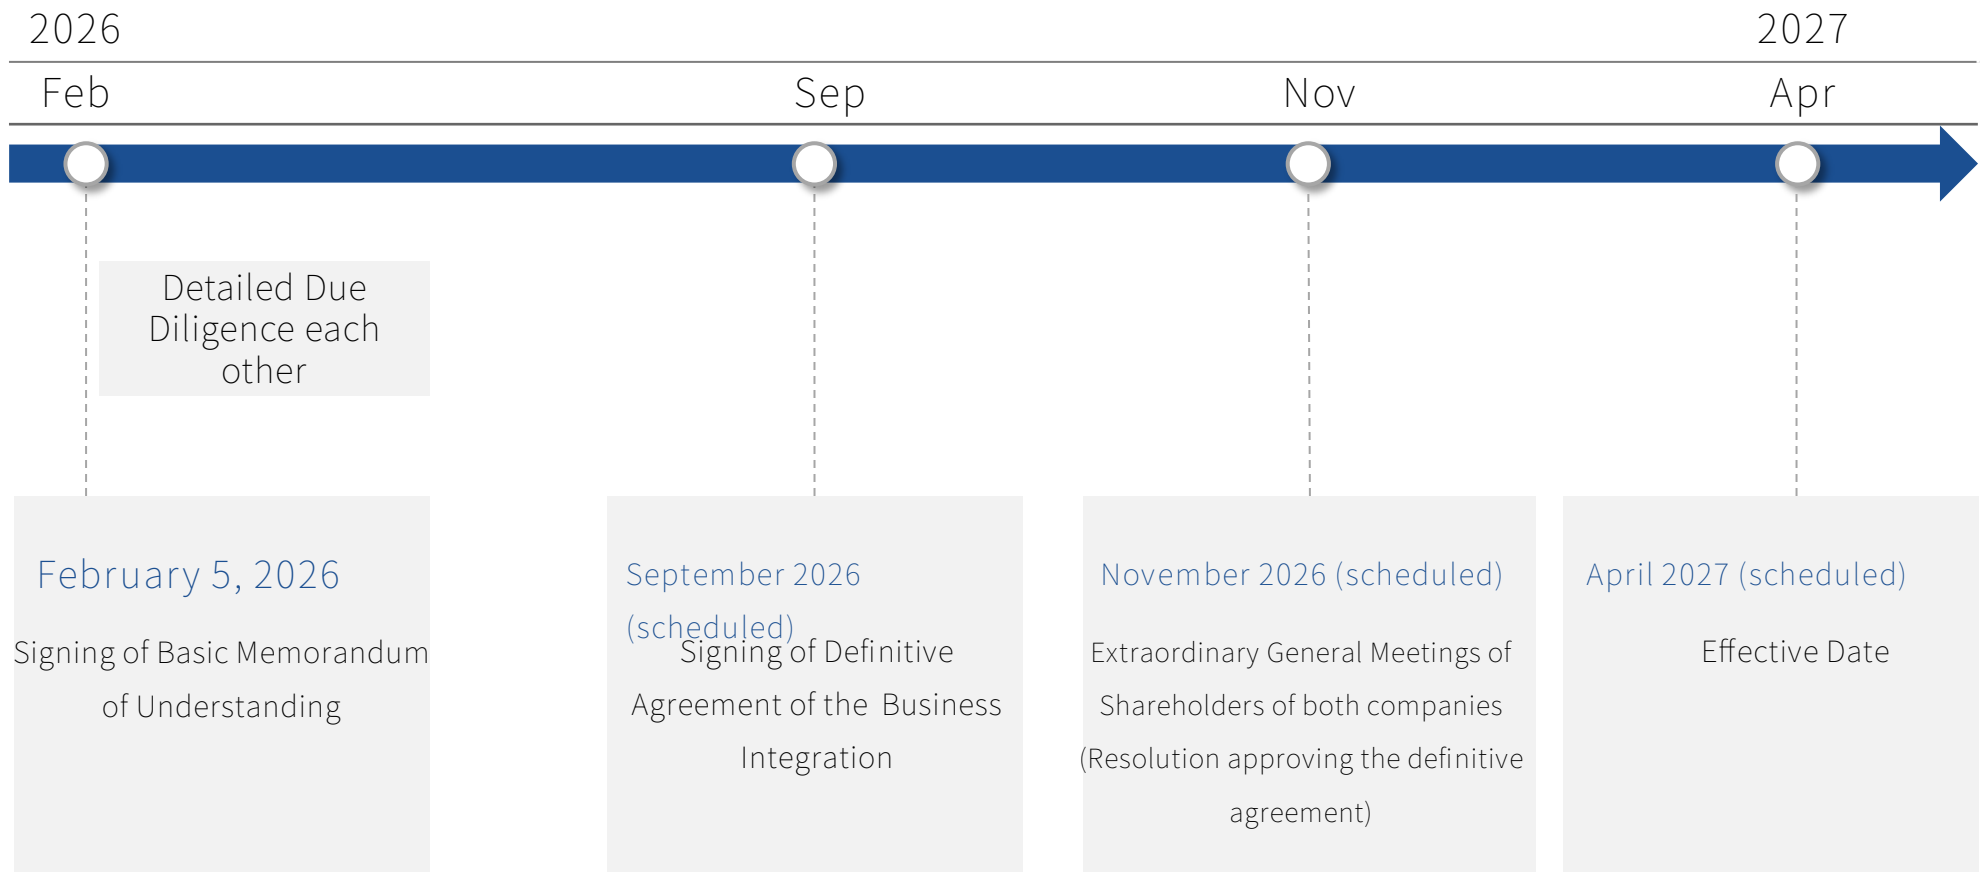 2026
2027
Feb
Sep
Nov
Apr
Detailed Due
Diligence each
other
February 5, 2026
Signing of Basic Memorandum
of Understanding
September 2026
(scheduled)
Signing of Definitive
Agreement of the Business
Integration
November 2026 (scheduled)
Extraordinary General Meetings of
Shareholders of both companies
(Resolution approving the definitive
agreement)
April 2027 (scheduled)
Effective Date